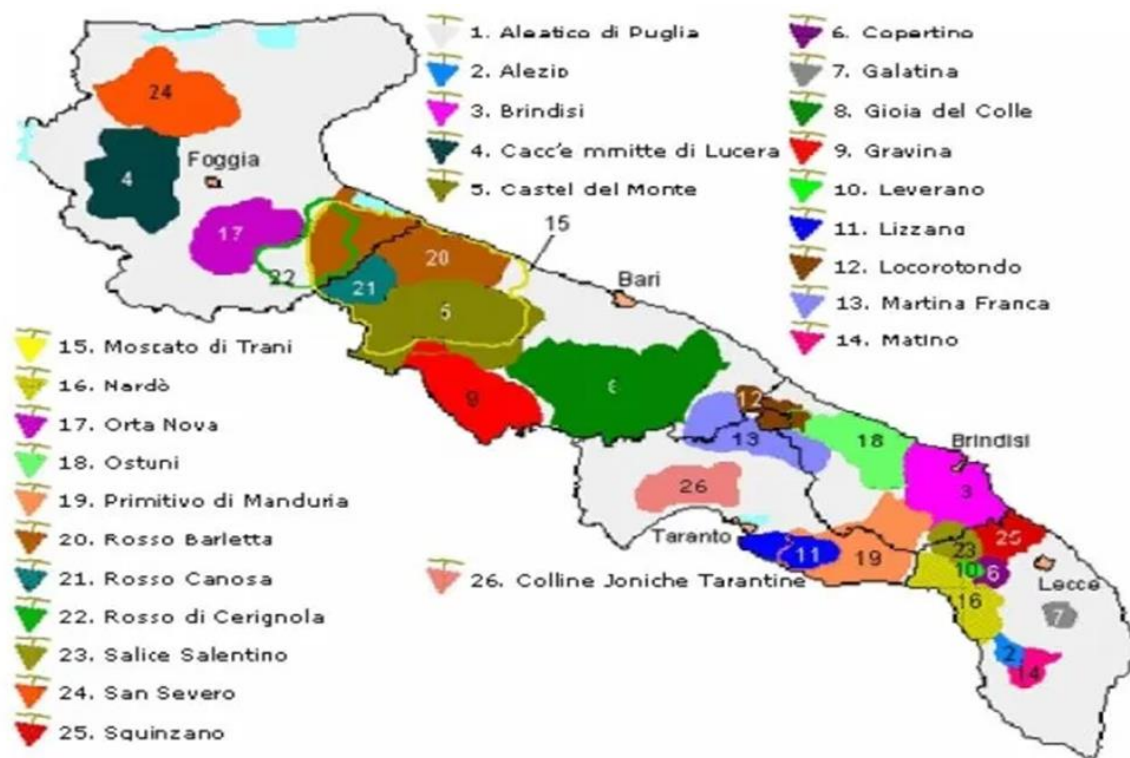 1. Aleatico di Puglia
2. Alezio
3. Brindisi
4. Cacc'e mmitte di Lucera
5. Castel del Monte
6. Copertino
7. Galatina
8. Gioia del Colle
9. Gravina
10. Leverano
11. Lizzano
12. Locorotondo
13. Martina Franca
14. Matino
15. Moscato di Trani
16. Nardò
17. Orta Nova
18. Ostuni
19. Primitivo di Manduria
20. Rosso Barletta
21. Rosso Canosa
22. Rosso di Cerignola
23. Salice Salentino
24. San Severo
25. Squinzano
26. Colline Joniche Tarantine
24
Foggia
4
17
22
20
15
21
5
Bari
9
8
12
13
18
Brindisi
3
26
Taranto
11
19
23
25
10
6
Lecce
16
7
2
14